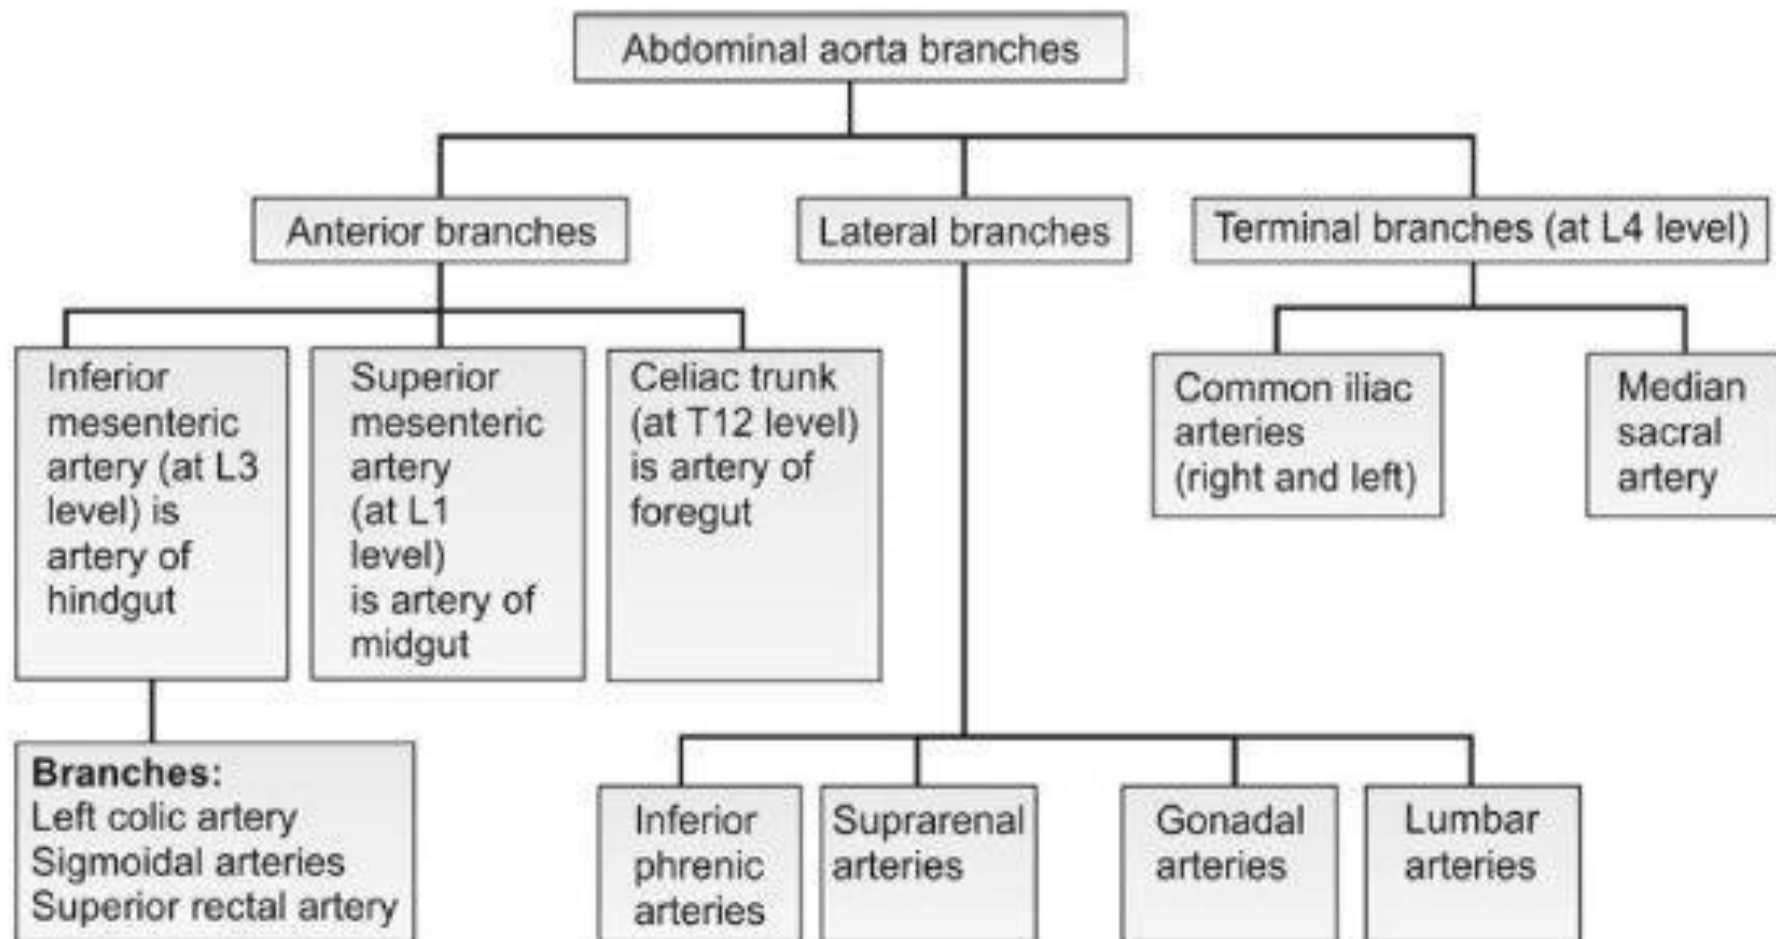 Abdominal aorta branches
Anterior branches
Lateral branches
Terminal branches (at L4 level)
Inferior
mesenteric
artery (at L3
level) is
artery of
hindgut
Superior
mesenteric
artery
(at L1
level)
is artery of
midgut
Celiac trunk
(at T12 level)
is artery of
foregut
Common iliac
arteries
(right and left)
Median
sacral
artery
Branches:
Left colic artery
Sigmoidal arteries
Superior rectal artery
Inferior
phrenic
arteries
Suprarenal
arteries
Gonadal
arteries
Lumbar
arteries